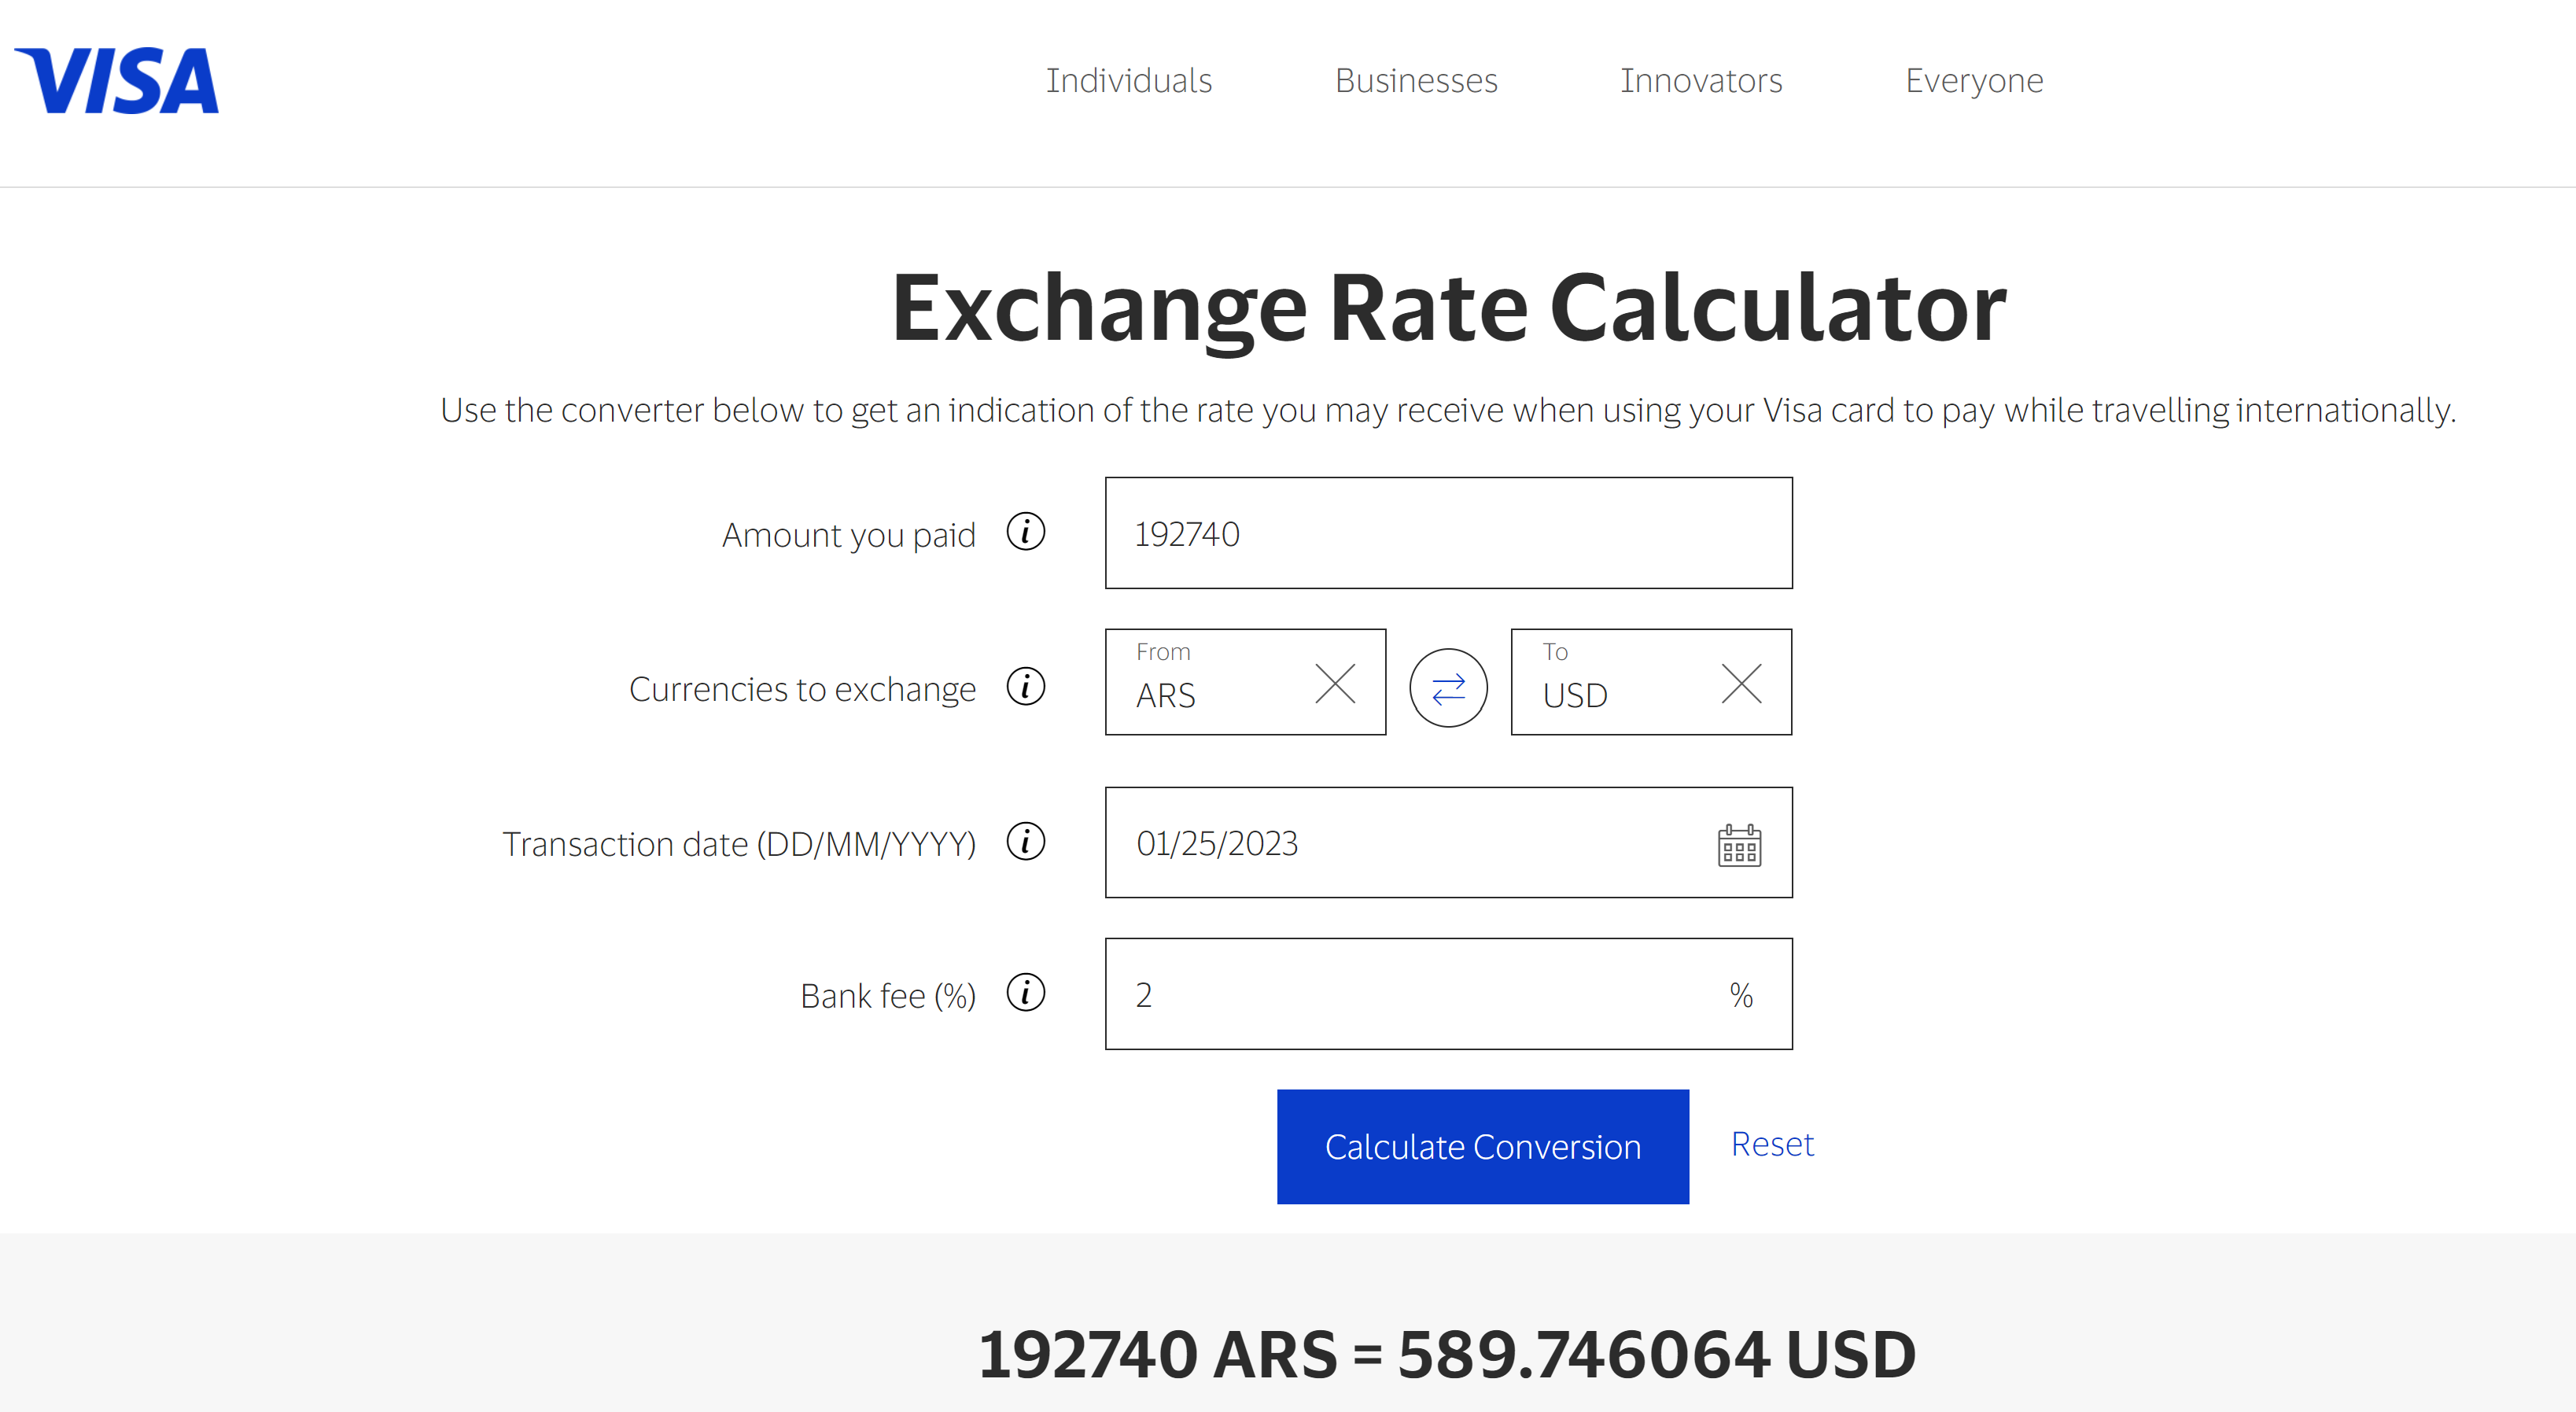 VISA
Individuals Businesses Innovators Everyone
Exchange Rate Calculator
Use the converter below to get an indication of the rate you may receive when using your Visa card to pay while travelling internationally.
Amount you paid i 192740
From To
Currencies to exchange i ARS USD
Transaction date (DD/MM/YYYY) i 01/25/2023
Bank fee (%) i 2 %
Calculate Conversion Reset
192740 ARS = 589.746064 USD